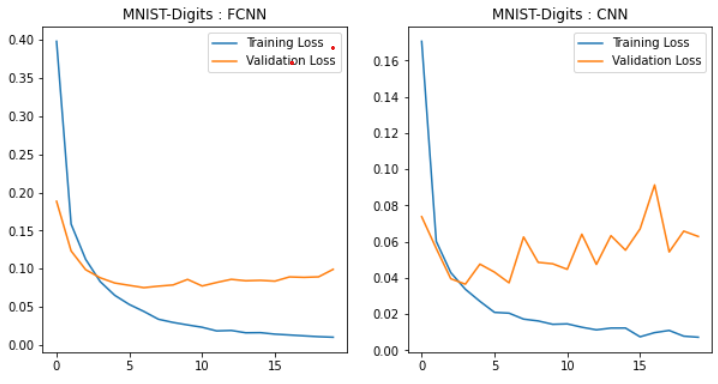 MNIST-Digits : FCNN
Training Loss
Validation Loss
0.40
0.35
0.30
0.25
0.20
0.15
0.10
0.05
0.00
0 5 10 15
MNIST-Digits : CNN
Training Loss
Validation Loss
0.16
0.14
0.12
0.10
0.08
0.06
0.04
0.02
0.00
0 5 10 15